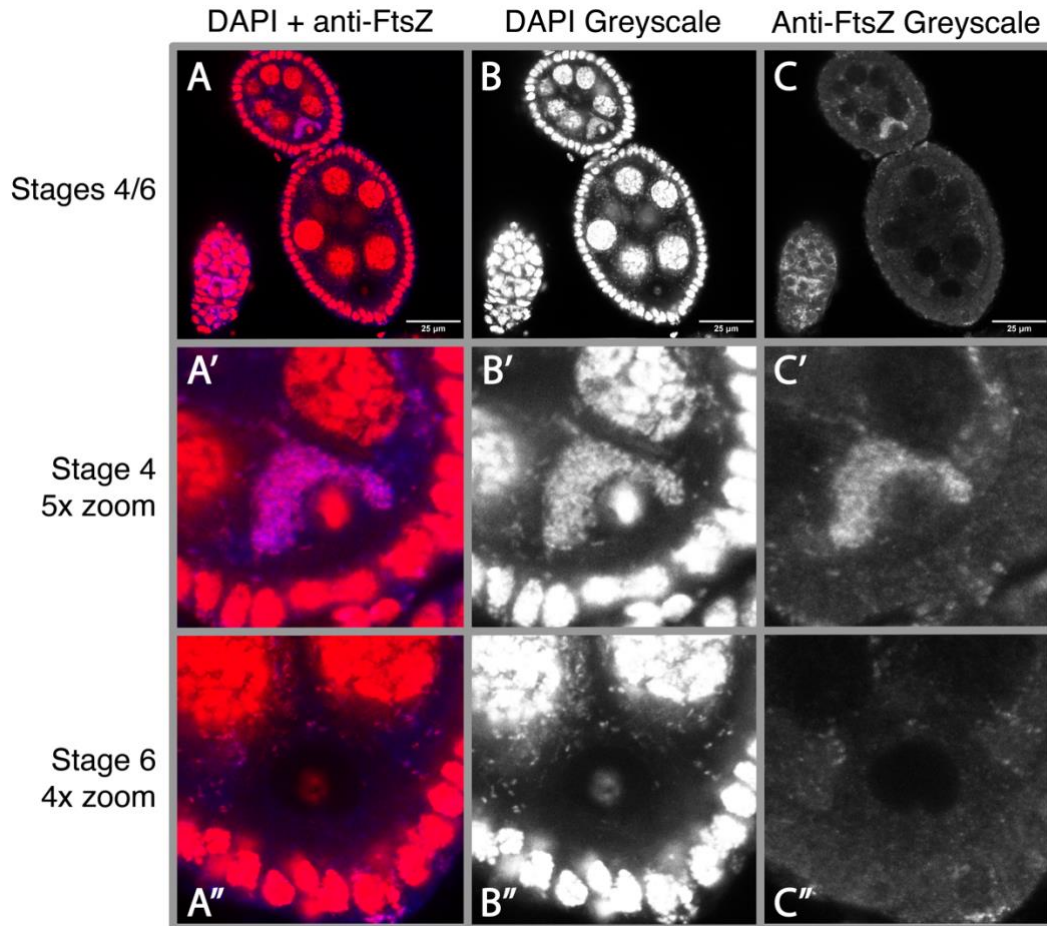 DAPI + anti-FtsZ
DAPI Greyscale
Anti-FtsZ Greyscale
Stages 4/6
A
B
C
25 µm
25 µm
25 µm
Stage 4
5x zoom
A′
B′
C′
Stage 6
4x zoom
A″
B″
C″